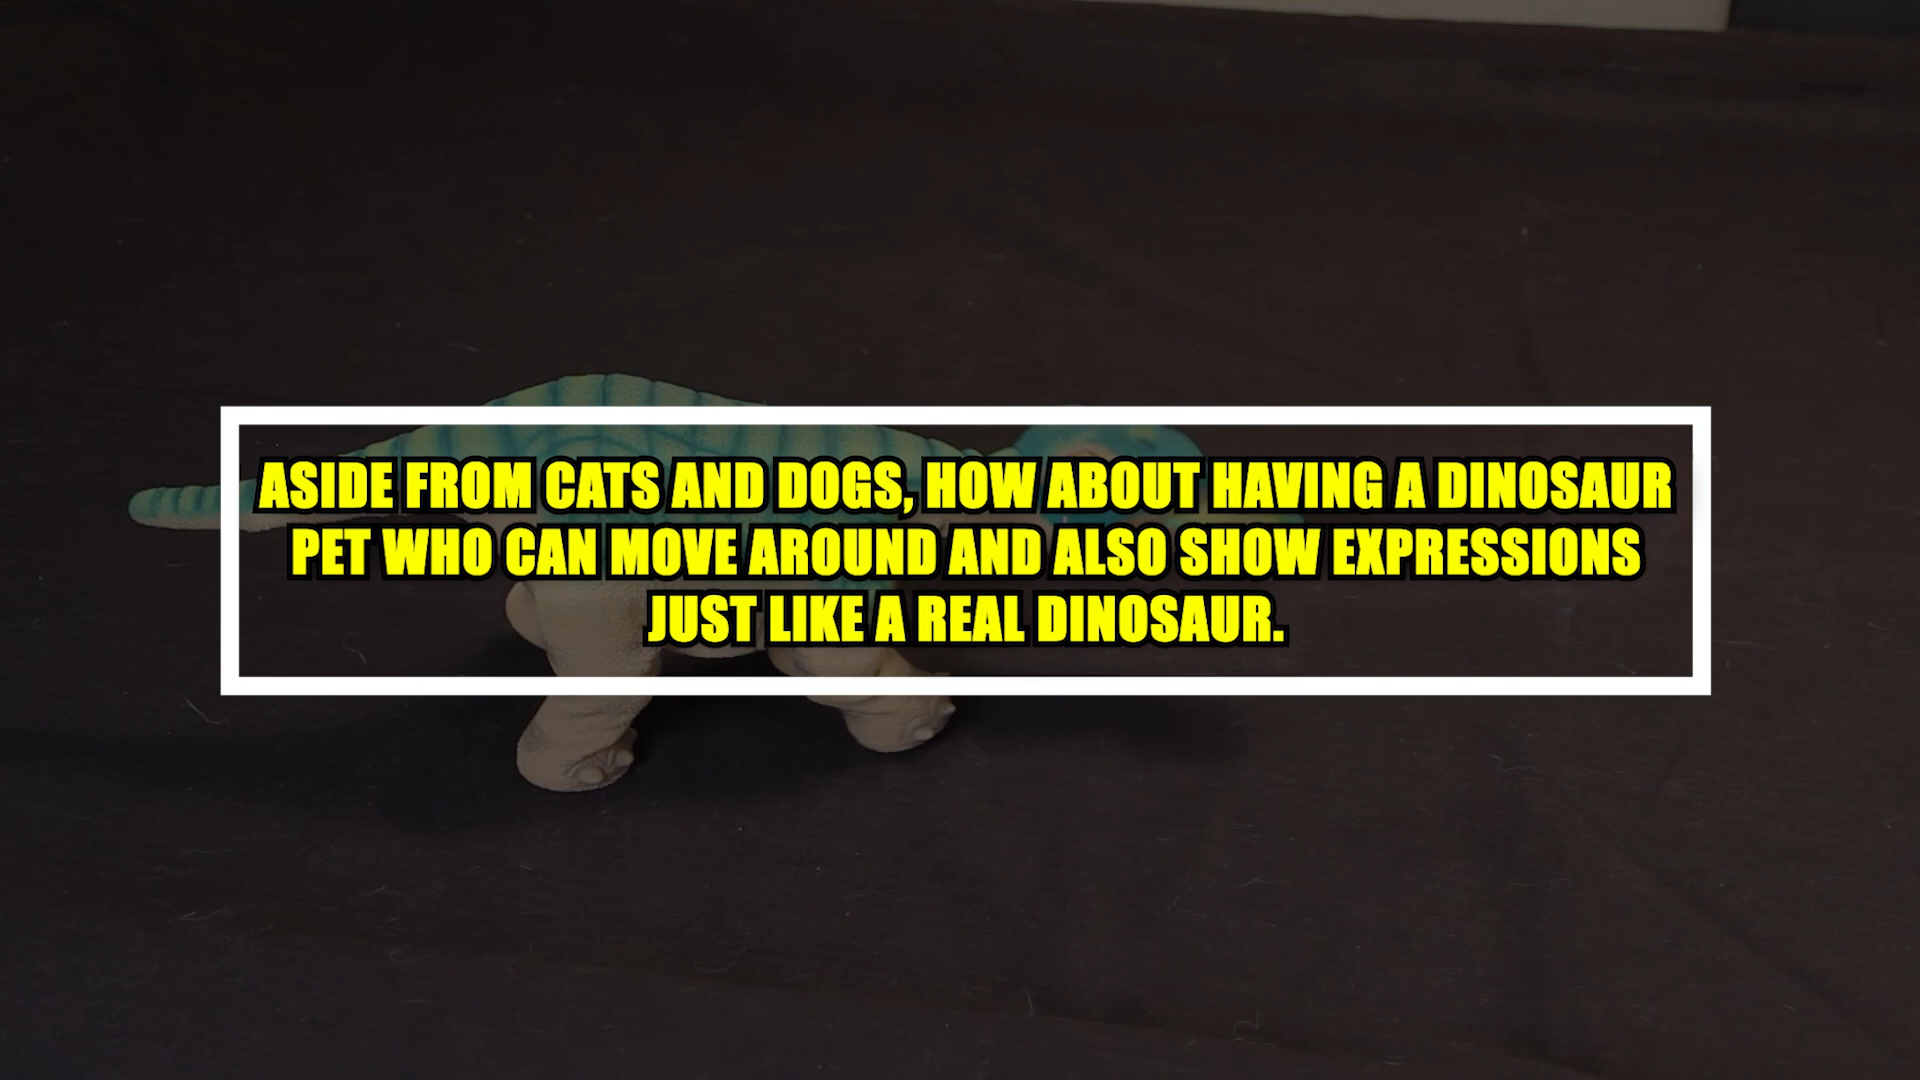 ASIDE FROM CATS AND DOGS, HOW ABOUT HAVING A DINOSAUR
PET WHO CAN MOVE AROUND AND ALSO SHOW EXPRESSIONS
JUST LIKE A REAL DINOSAUR.